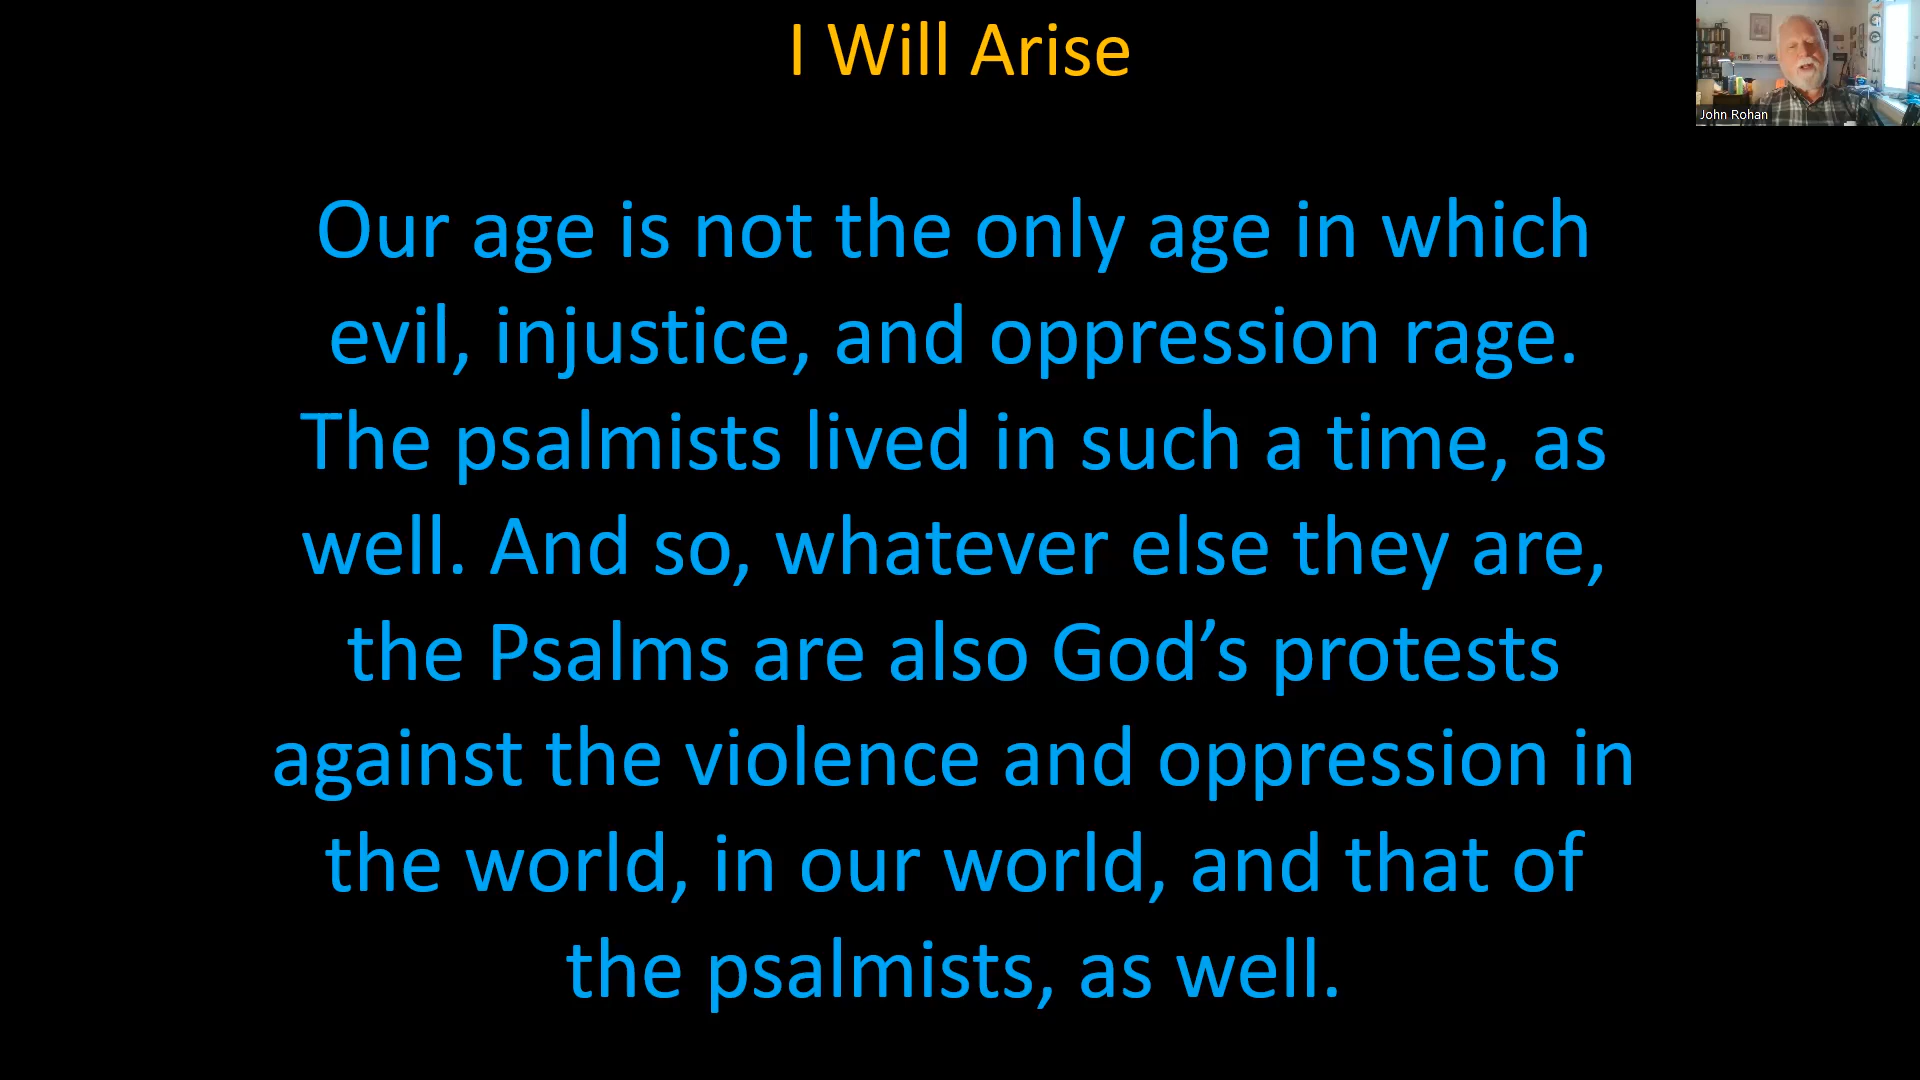 I Will Arise
John Rohan
Our age is not the only age in which
evil, injustice, and oppression rage.
The psalmists lived in such a time, as
well. And so, whatever else they are,
the Psalms are also God’s protests
against the violence and oppression in
the world, in our world, and that of
the psalmists, as well.